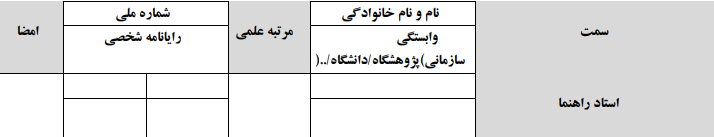 سمت
نام و نام خانوادگی
وابستگی
سازمانی)پژوهشگاه/دانشگاه/..(
مرتبه علمی
شماره ملی
رایانامه شخصی
امضا
استاد راهنما